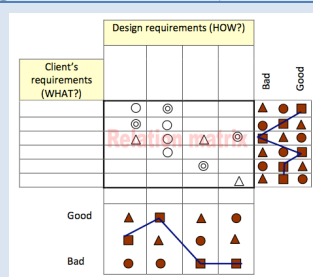 Design requirements (HOW?)
Client's
requirements
(WHAT?)
Bad
Good
Relation matrix
Good
Bad